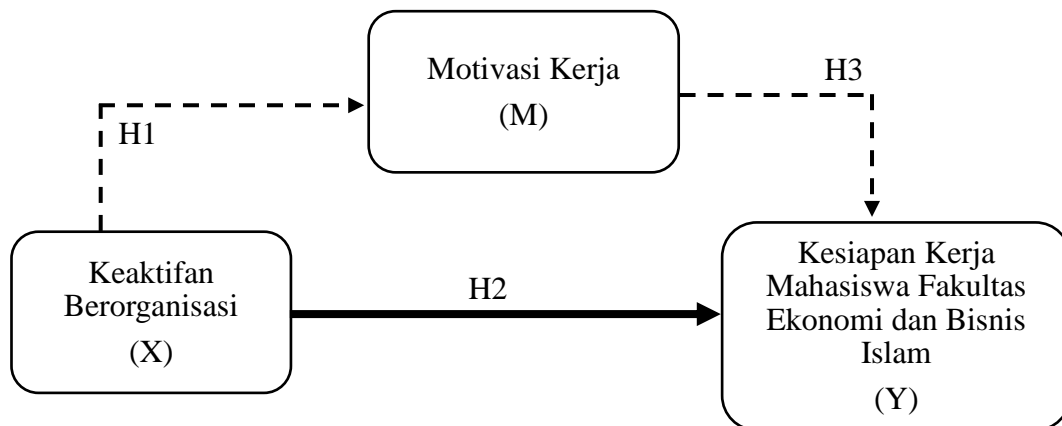 Motivasi Kerja
(M)
H3
H1
Keaktifan
Berorganisasi
(X)
H2
Kesiapan Kerja
Mahasiswa Fakultas
Ekonomi dan Bisnis
Islam
(Y)